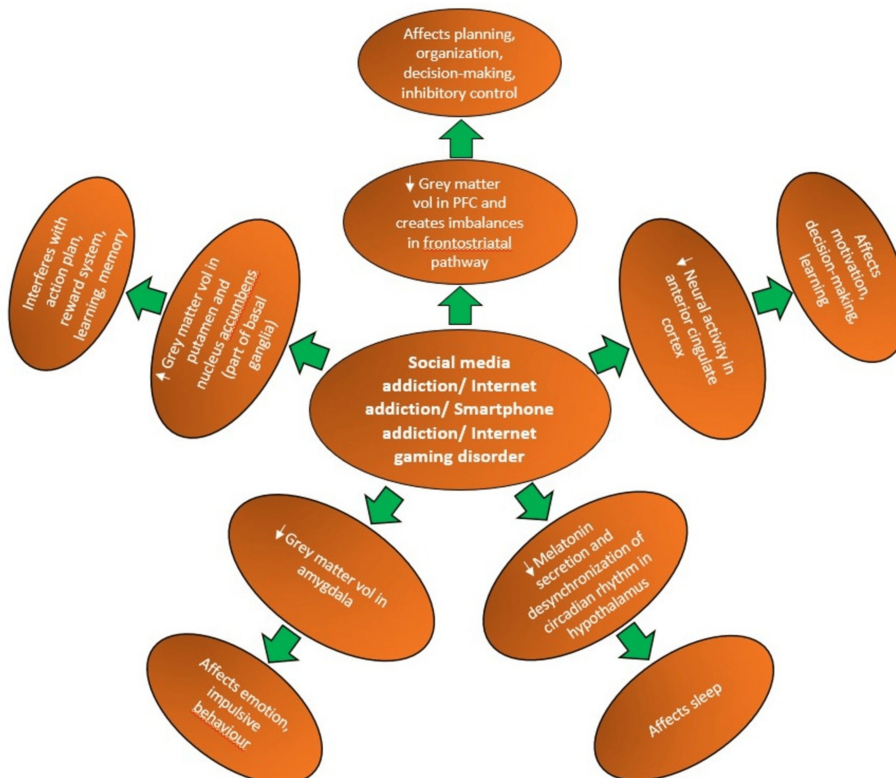 Affects planning,
organization,
decision-making,
inhibitory control
↓ Grey matter
vol in PFC and
creates imbalances
in frontostriatal
pathway
Interferes with
action plan,
reward system,
learning, memory
↑ Grey matter vol in
putamen and
nucleus accumbens
(part of basal
ganglia)
↓ Neural activity in
anterior cingulate
cortex
Affects
motivation,
decision-making,
learning
Social media
addiction/ Internet
addiction/ Smartphone
addiction/ Internet
gaming disorder
↓ Grey matter vol in
amygdala
Affects emotion,
impulsive
behaviour
↓ Melatonin
secretion and
desynchronization of
circadian rhythm in
hypothalamus
Affects sleep